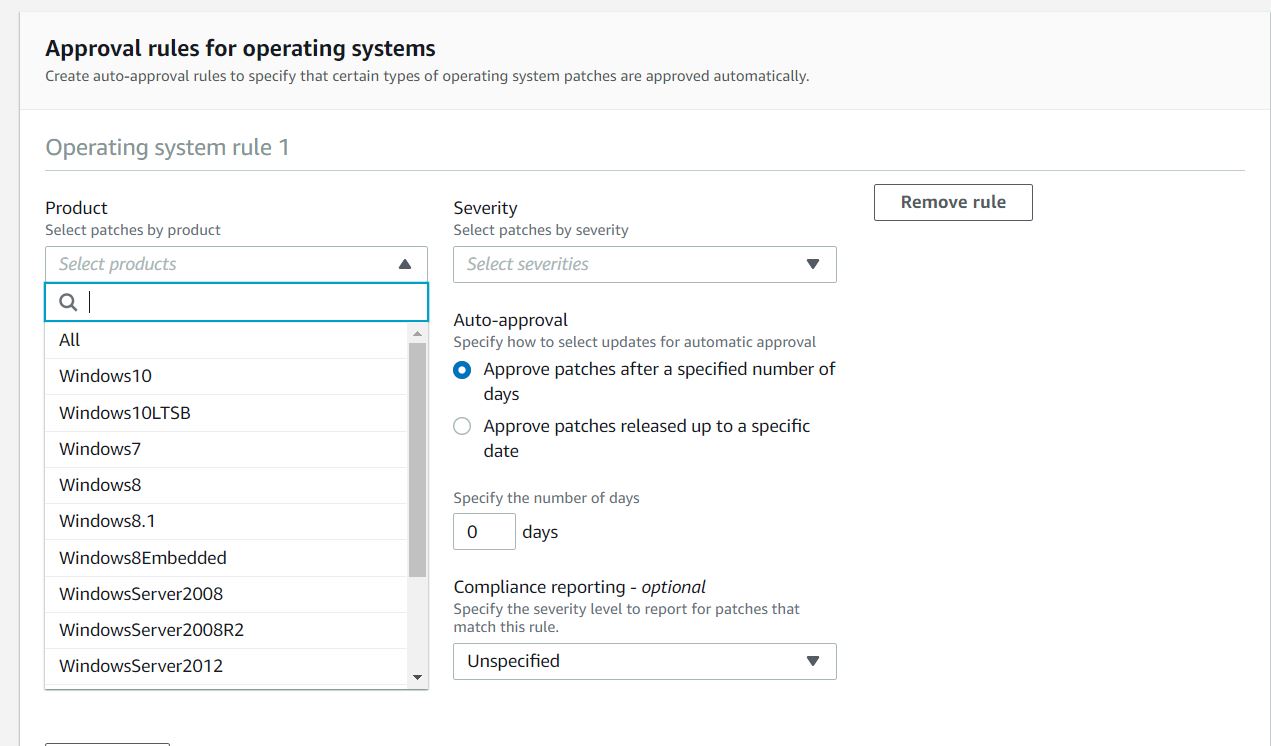 Approval rules for operating systems
Create auto-approval rules to specify that certain types of operating system patches are approved automatically.
Operating system rule 1
Product
Select patches by product
Select products
All
Windows10
Windows10LTSB
Windows7
Windows8
Windows8.1
Windows8Embedded
WindowsServer2008
WindowsServer2008R2
WindowsServer2012
Severity
Select patches by severity
Select severities
Auto-approval
Specify how to select updates for automatic approval
Approve patches after a specified number of
days
Approve patches released up to a specific
date
Specify the number of days
0 days
Compliance reporting - optional
Specify the severity level to report for patches that
match this rule.
Unspecified
Remove rule